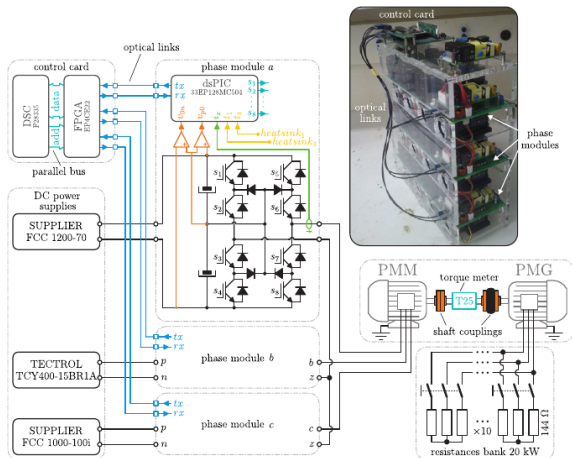 optical links
control card
DSC
F28335
data
add
FPGA
EP4CE22
parallel bus
phase module a
tx
rx
dsPIC
33EP128MC504
s1
s2
s8
v0n
vp0
heatsink1
heatsink2
s1
s2
s3
s4
s5
s6
s7
s8
control card
optical links
phase modules
DC power
supplies
SUPPLIER
FCC 1200-70
TECTROL
TCY400-15BR1A
SUPPLIER
FCC 1000-100i
tx
rx
p
n
phase module b
b
z
tx
rx
p
n
phase module c
c
z
PMM
torque meter
T25
PMG
shaft couplings
×10
144 Ω
resistances bank 20 kW